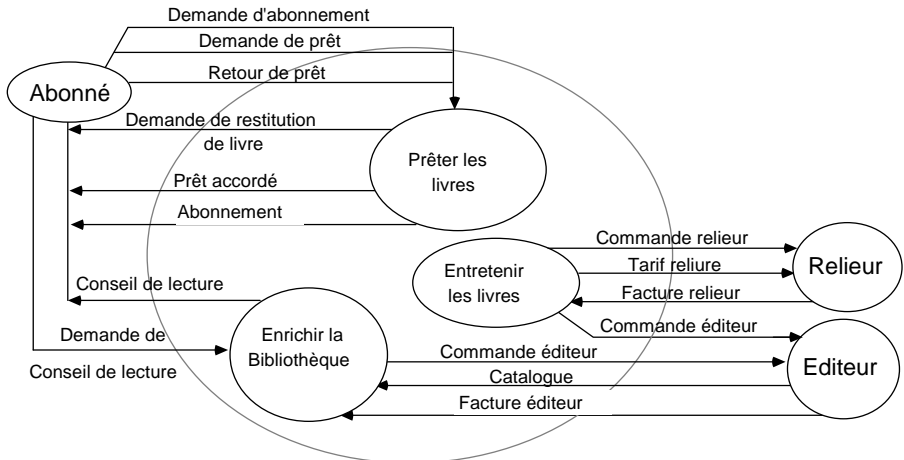 Demande d'abonnement
Demande de prêt
Retour de prêt
Abonné
Demande de restitution
de livre
Prêter les
livres
Prêt accordé
Abonnement
Commande relieur
Entretenir
les livres
Tarif reliure
Relieur
Facture relieur
Conseil de lecture
Commande éditeur
Demande de
Conseil de lecture
Enrichir la
Bibliothèque
Commande éditeur
Catalogue
Editeur
Facture éditeur